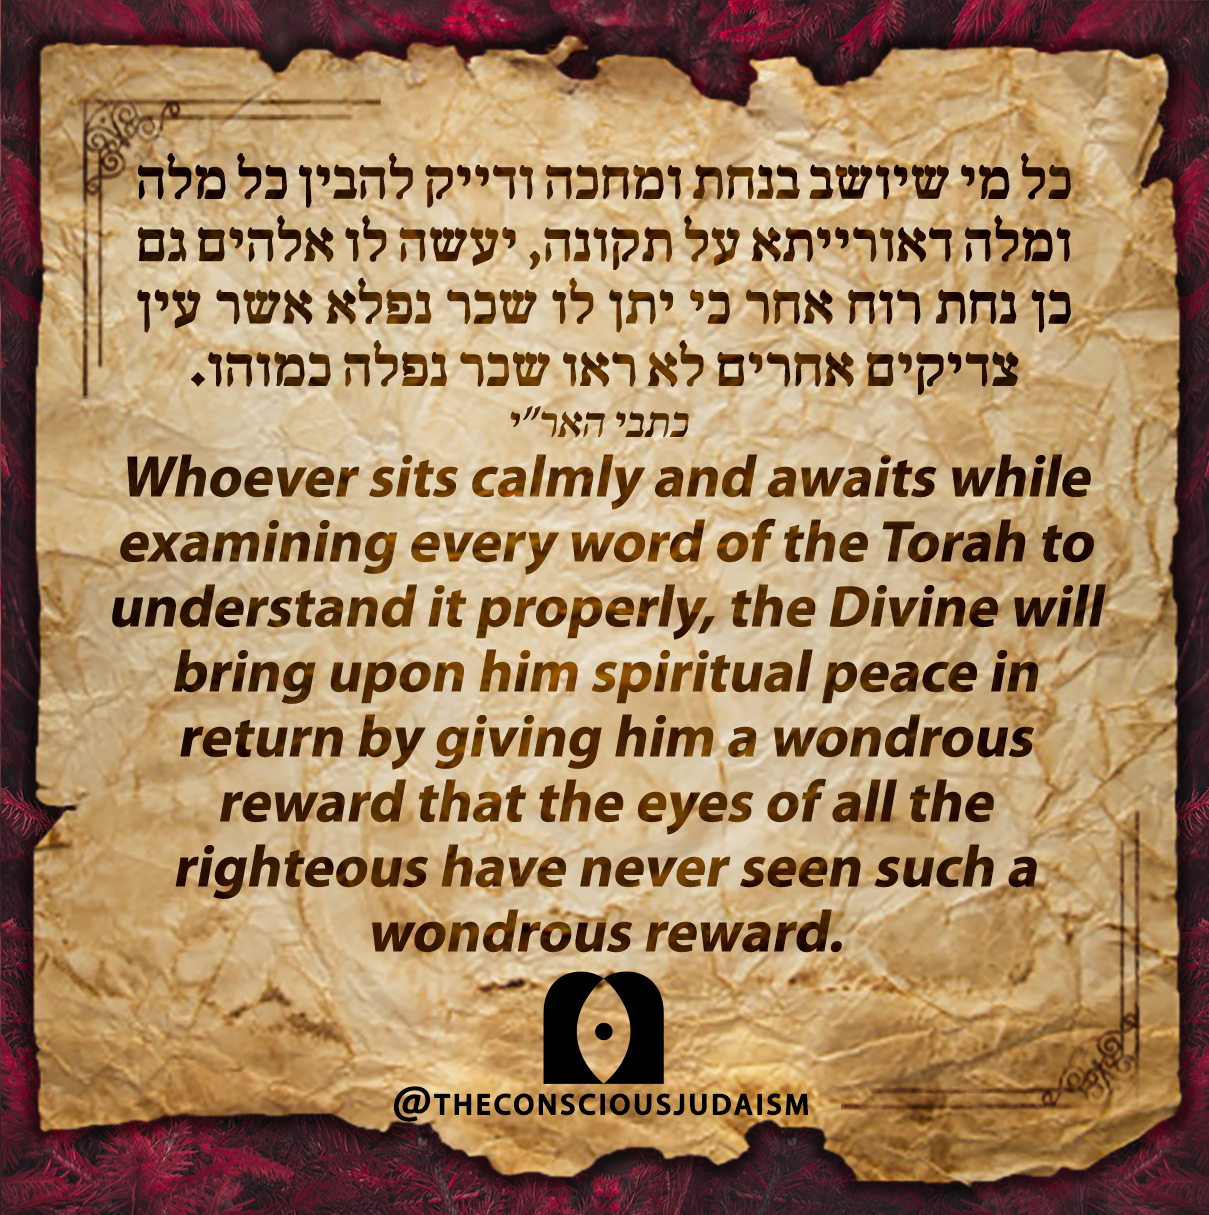 כל מי שיושב בנחת ומחכה ודייק להבין כל מלה
ומלה דאורייתא על תקונה, יעשה לו אלהים גם
כן נחת רוח אחר כי יתן לו שכר נפלא אשר עין
צדיקים אחרים לא ראו שכר נפלה כמוהו.
כתבי האר״י
Whoever sits calmly and awaits while
examining every word of the Torah to
understand it properly, the Divine will
bring upon him spiritual peace in
return by giving him a wondrous
reward that the eyes of all the
righteous have never seen such a
wondrous reward.
@THECONSCIOUSJUDAISM